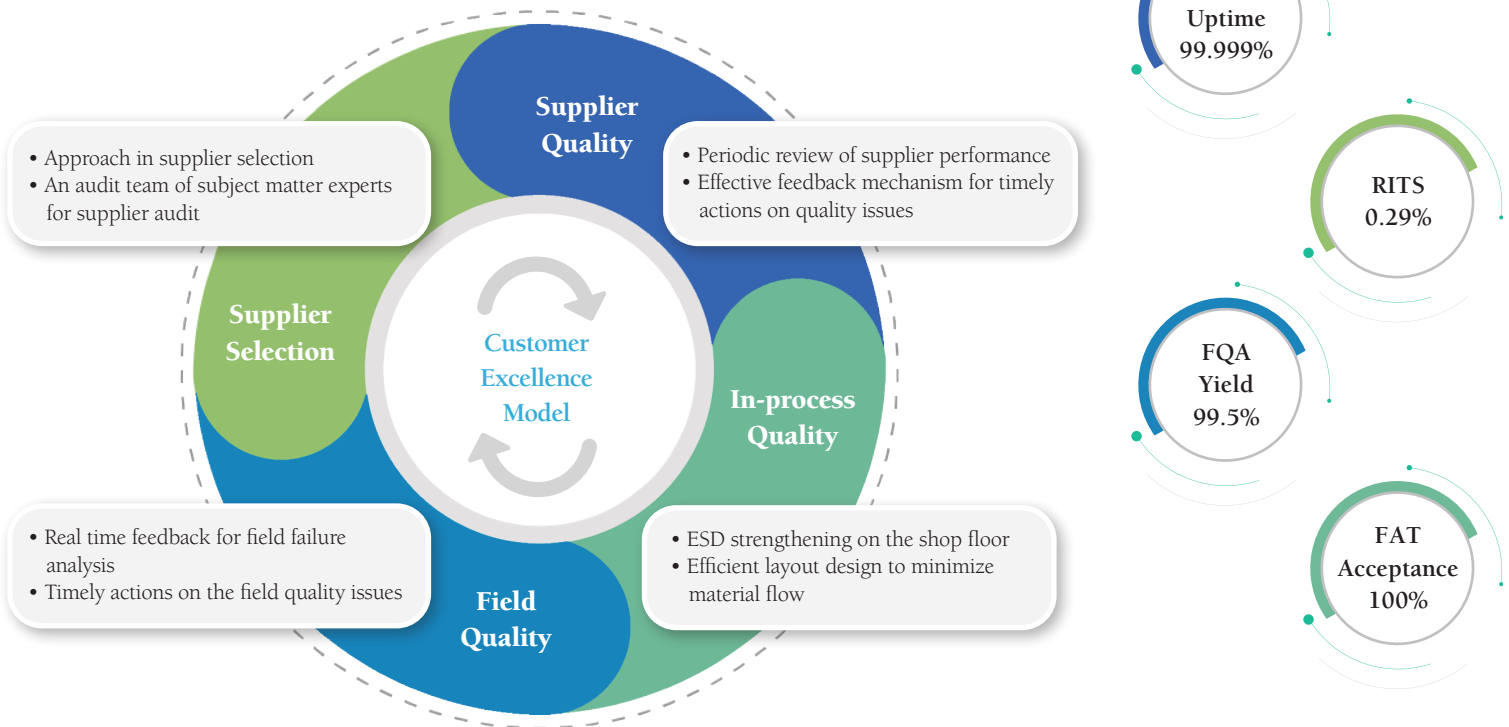 Supplier
Quality
• Approach in supplier selection
• An audit team of subject matter experts
for supplier audit
• Periodic review of supplier performance
• Effective feedback mechanism for timely
actions on quality issues
Supplier
Selection
Customer
Excellence
Model
In-process
Quality
• Real time feedback for field failure
analysis
• Timely actions on the field quality issues
• ESD strengthening on the shop floor
• Efficient layout design to minimize
material flow
Field
Quality
Uptime
99.999%
RITS
0.29%
FQA
Yield
99.5%
FAT
Acceptance
100%